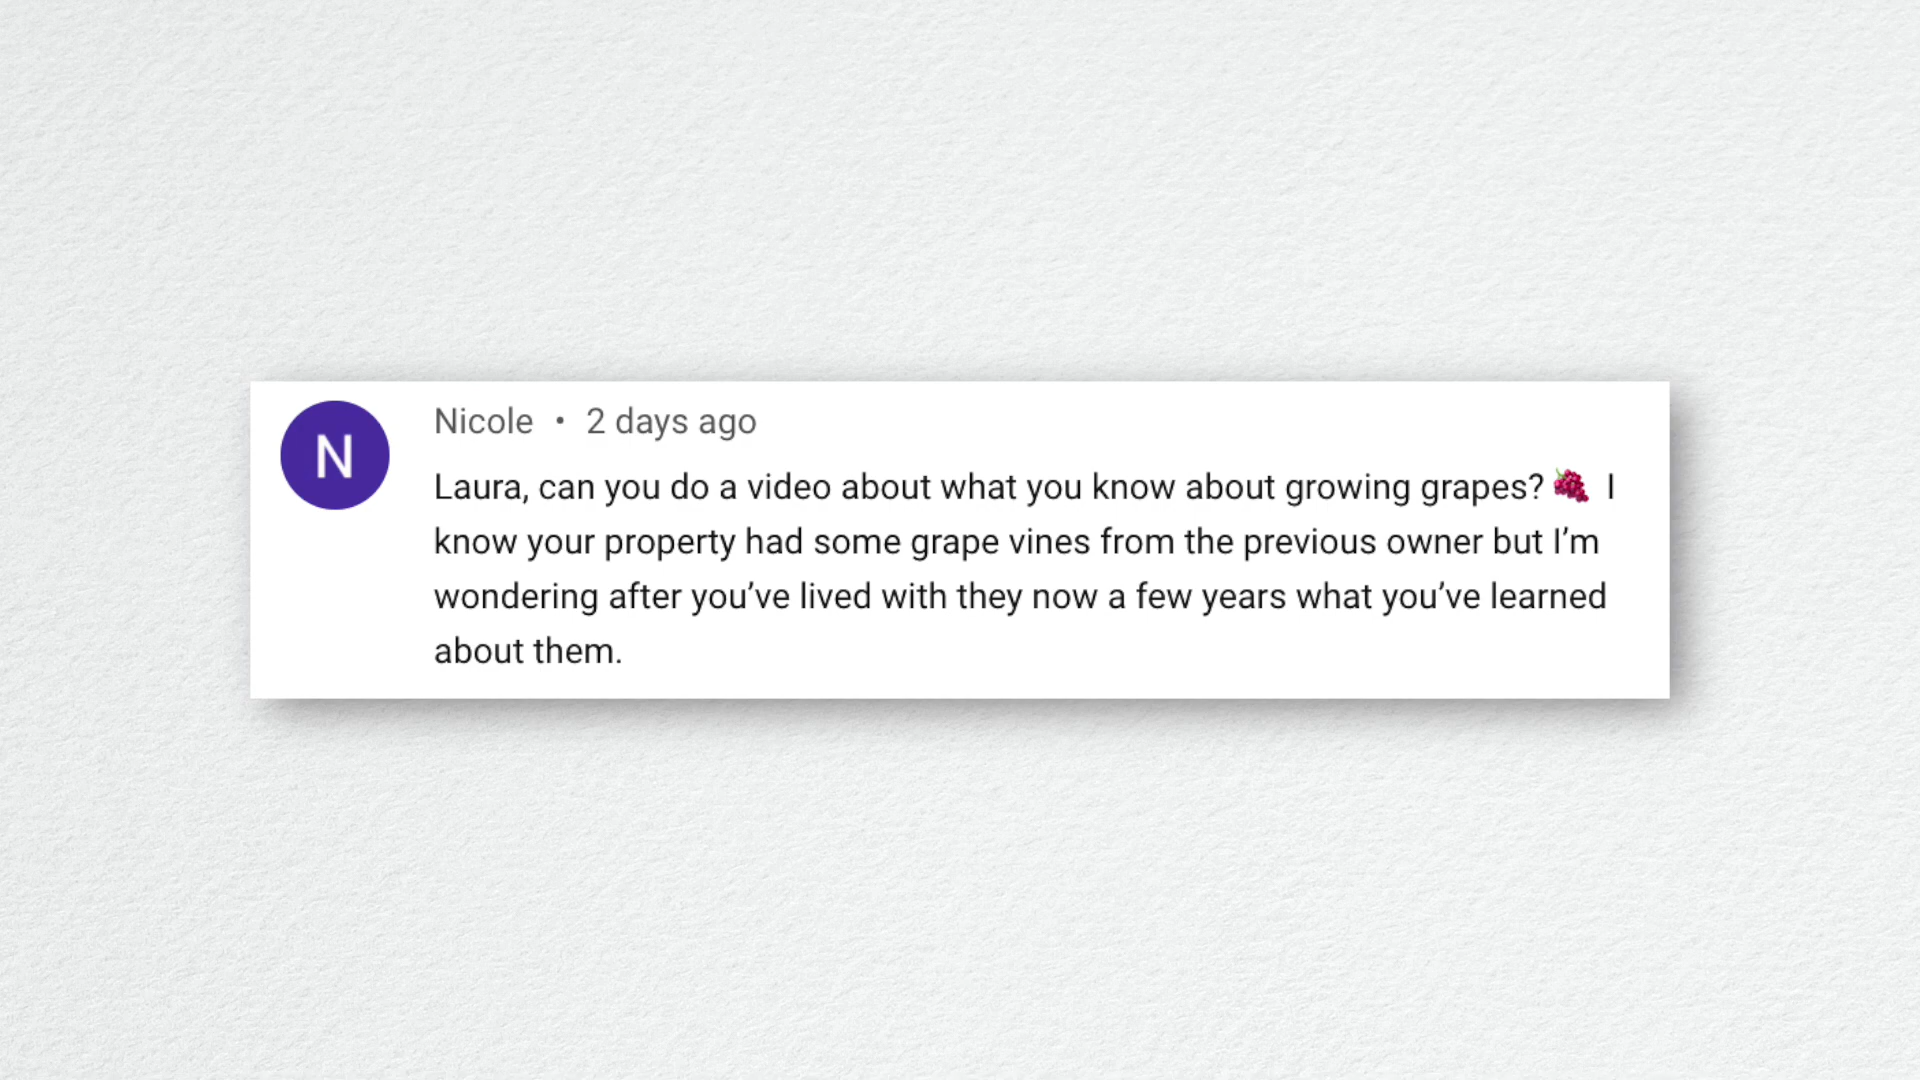 N
Nicole • 2 days ago
Laura, can you do a video about what you know about growing grapes? 🍇 I
know your property had some grape vines from the previous owner but I’m
wondering after you’ve lived with they now a few years what you’ve learned
about them.